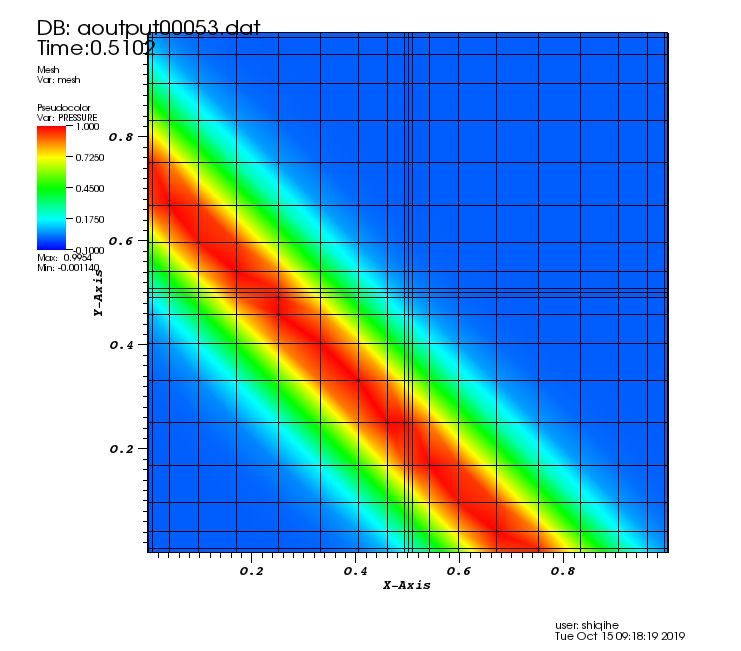 DB: aoutput00053.dat
Time:0.5102
Mesh
Var: mesh
Pseudocolor
Var: PRESSURE
1.000
0.7250
0.4500
0.1750
-0.1000
Max: 0.9954
Min: -0.001140
Y-Axis
0.8
0.6
0.4
0.2
0.2 0.4 0.6 0.8
X-Axis
user: shiqihe
Tue Oct 15 09:18:19 2019